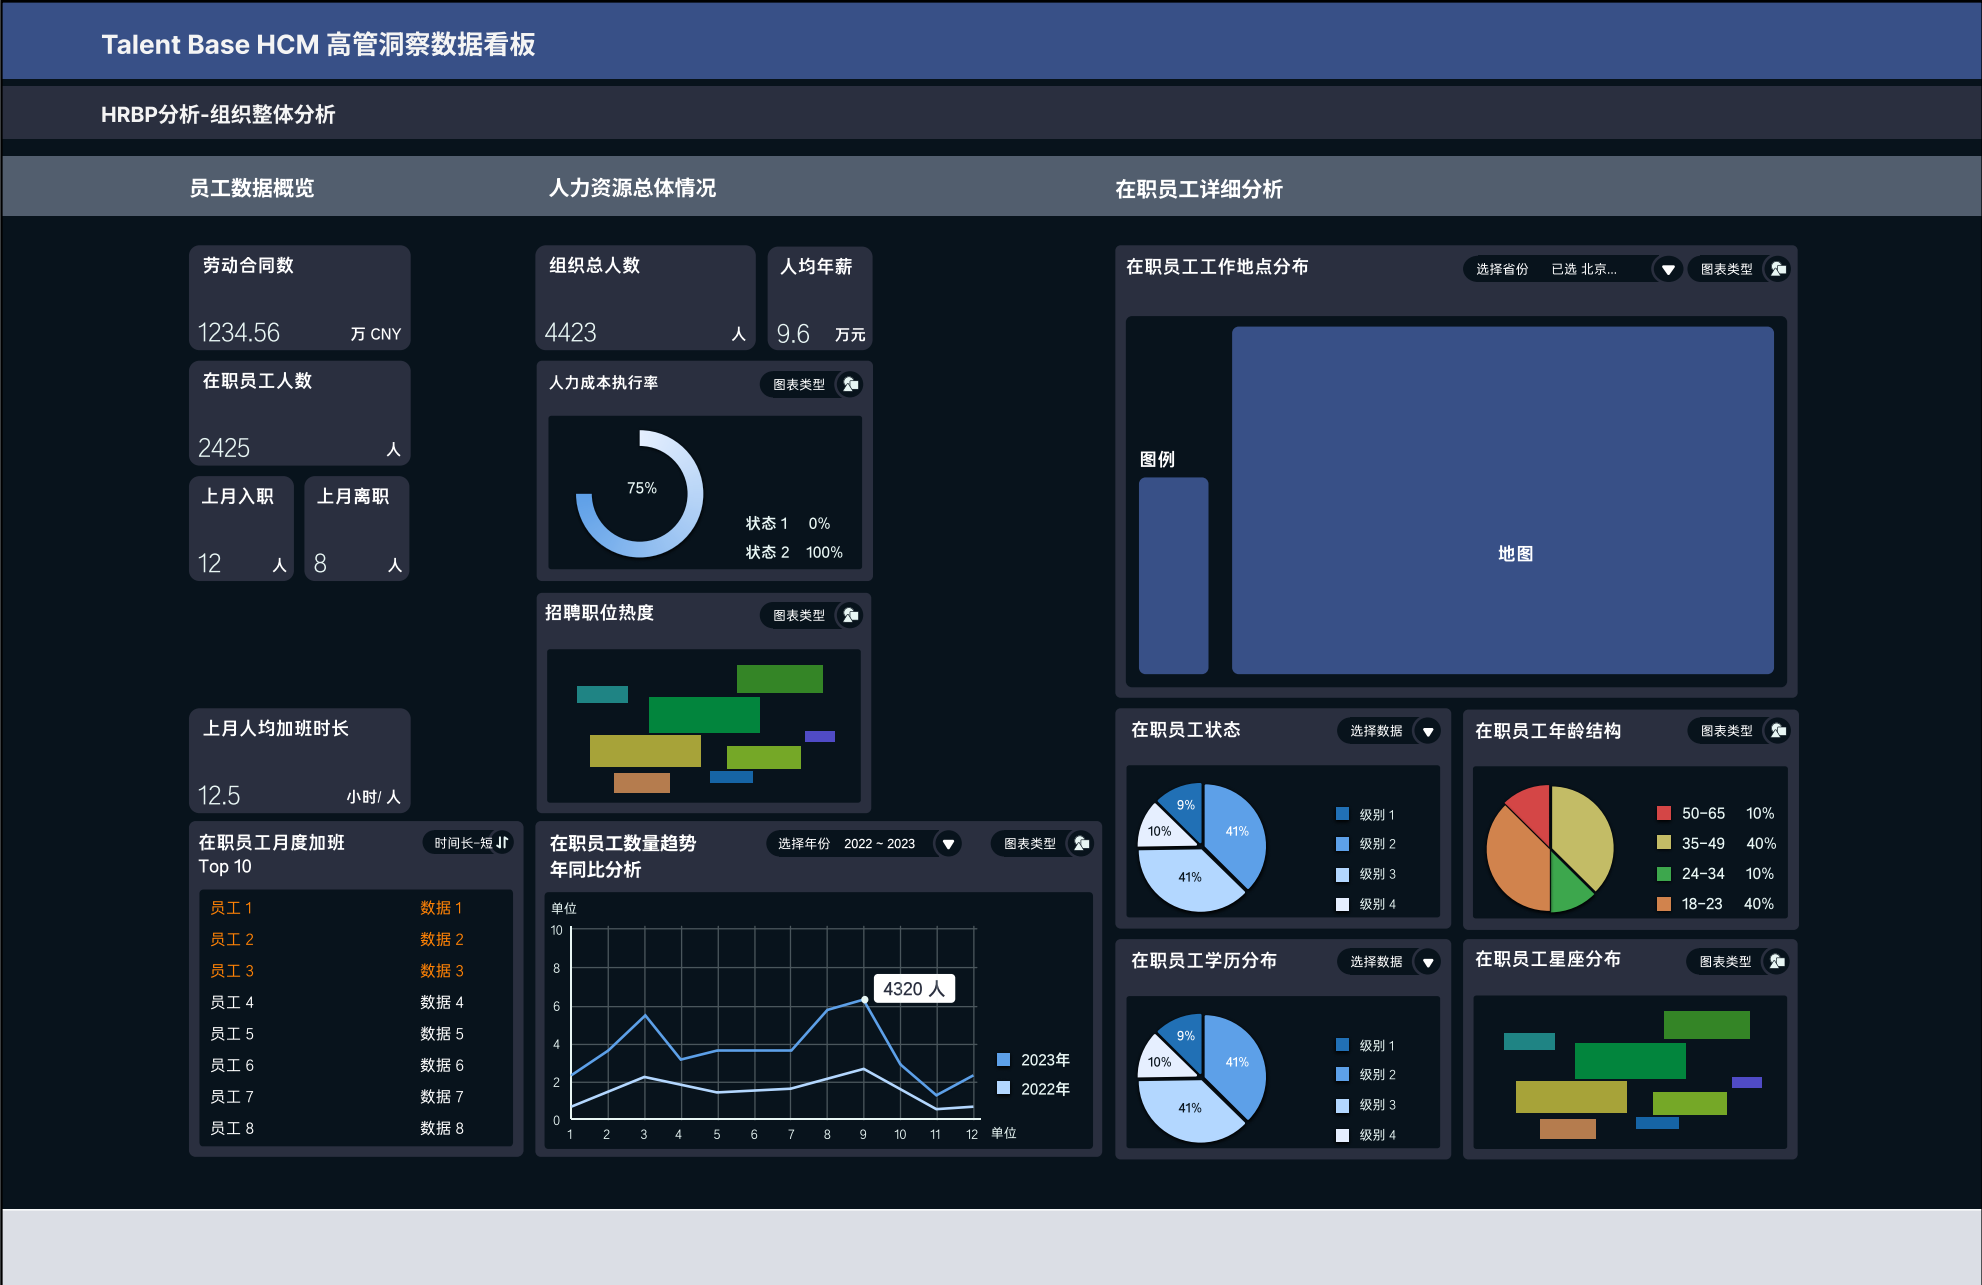 Talent Base HCM 高管洞察数据看板
HRBP分析-组织整体分析
员工数据概览
人力资源总体情况
在职员工详细分析
劳动合同数
1234.56 万 CNY
在职员工人数
2425 人
上月入职
12 人
上月离职
8 人
上月人均加班时长
12.5 小时/ 人
在职员工月度加班
Top 10
时间长-短
员工 1 数据 1
员工 2 数据 2
员工 3 数据 3
员工 4 数据 4
员工 5 数据 5
员工 6 数据 6
员工 7 数据 7
员工 8 数据 8
组织总人数
4423 人
人均年薪
9.6 万元
人力成本执行率
图表类型
75%
状态 1 0%
状态 2 100%
招聘职位热度
图表类型
在职员工数量趋势
年同比分析
选择年份 2022 ~ 2023
图表类型
单位
10
8
6
4
2
0
1 2 3 4 5 6 7 8 9 10 11 12 单位
4320 人
2023年
2022年
在职员工工作地点分布
选择省份 已选 北京...
图表类型
图例
地图
在职员工状态
选择数据
9%
41%
10%
41%
级别 1
级别 2
级别 3
级别 4
在职员工年龄结构
图表类型
50-65 10%
35-49 40%
24-34 10%
18-23 40%
在职员工学历分布
选择数据
9%
41%
10%
41%
级别 1
级别 2
级别 3
级别 4
在职员工星座分布
图表类型